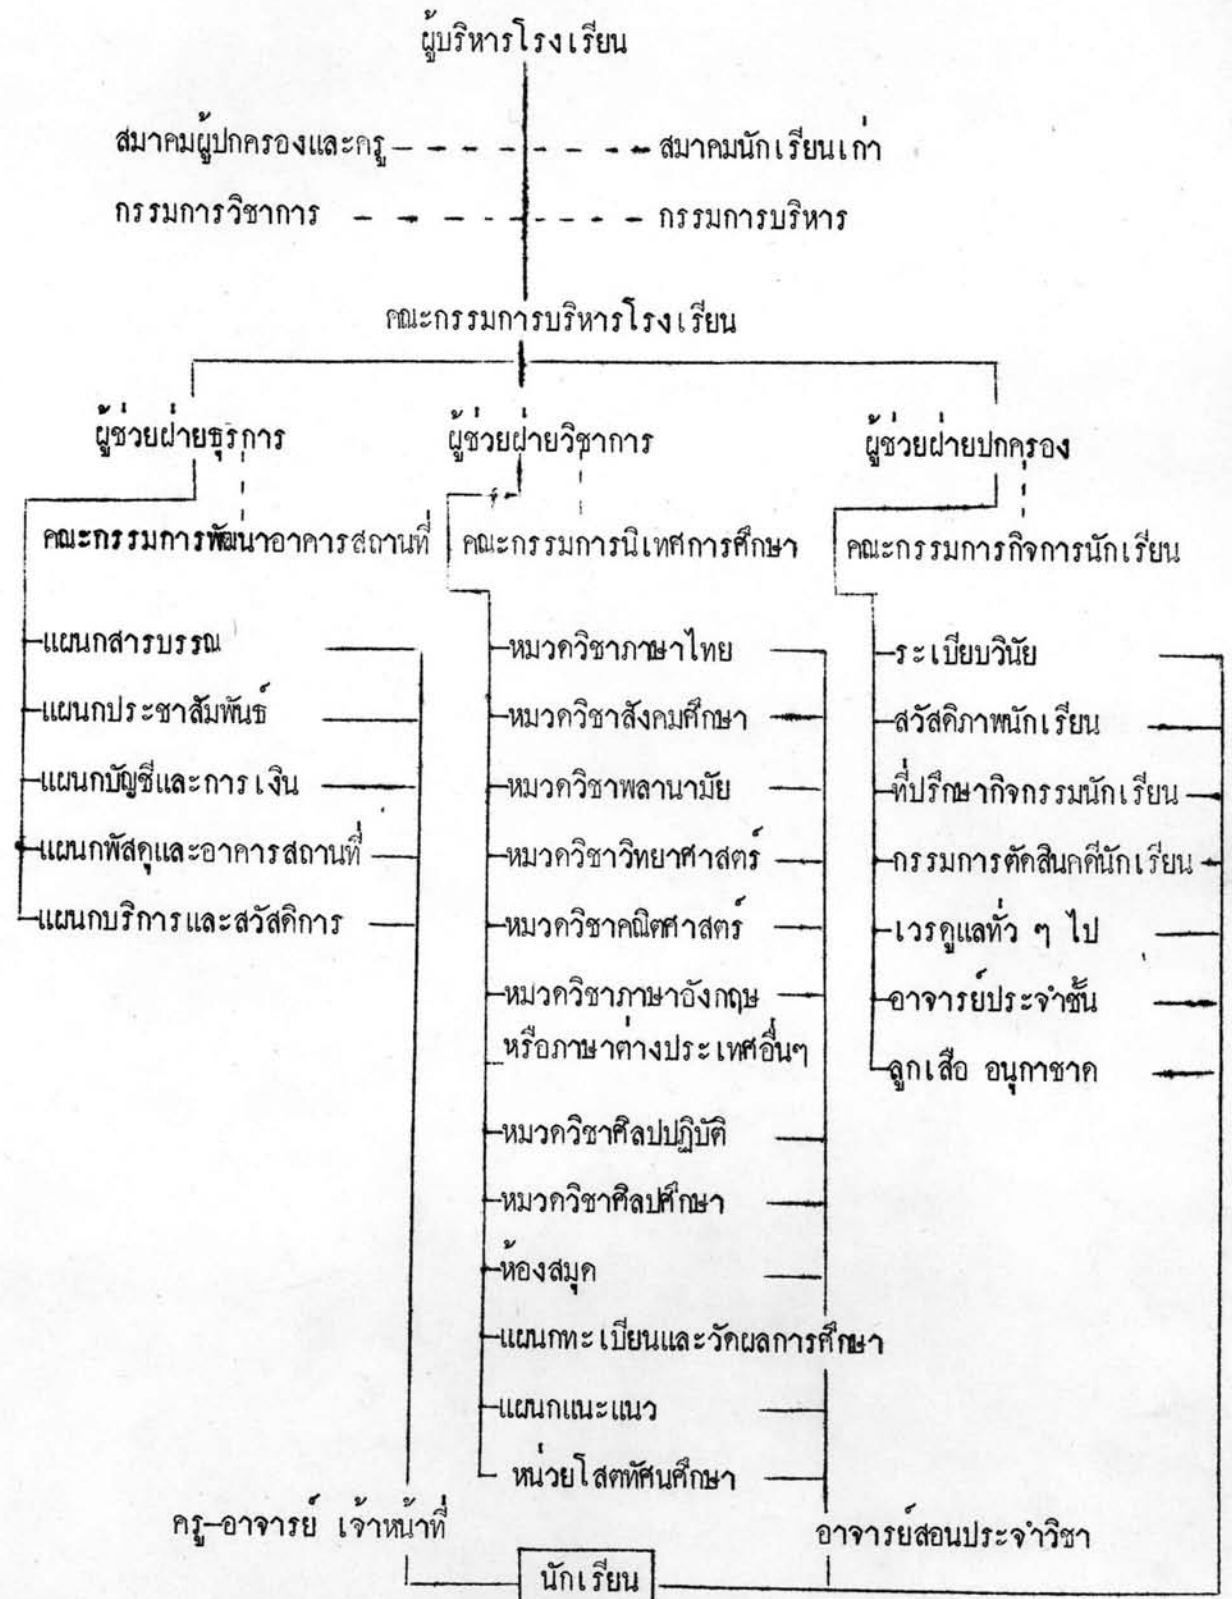 ผู้บริหารโรงเรียน
สมาคมผู้ปกครองและครู
สมาคมนักเรียนเก่า
กรรมการวิชาการ
กรรมการบริหาร
คณะกรรมการบริหารโรงเรียน
ผู้ช่วยฝ่ายธุรการ
ผู้ช่วยฝ่ายวิชาการ
ผู้ช่วยฝ่ายปกครอง
คณะกรรมการพัฒนาอาคารสถานที่
คณะกรรมการนิเทศการศึกษา
คณะกรรมการกิจการนักเรียน
แผนกสารบรรณ
แผนกประชาสัมพันธ์
แผนกบัญชีและการเงิน
แผนกพัสดุและอาคารสถานที่
แผนกบริการและสวัสดิการ
หมวดวิชาภาษาไทย
หมวดวิชาสังคมศึกษา
หมวดวิชาพลานามัย
หมวดวิชาวิทยาศาสตร์
หมวดวิชาคณิตศาสตร์
หมวดวิชาภาษาอังกฤษ
หรือภาษาต่างประเทศอื่นๆ
หมวดวิชาศิลปปฏิบัติ
หมวดวิชาศิลปศึกษา
ห้องสมุด
แผนกทะเบียนและวัดผลการศึกษา
แผนกแนะแนว
หน่วยโสตทัศนศึกษา
ระเบียบวินัย
สวัสดิภาพนักเรียน
ที่ปรึกษากิจกรรมนักเรียน
กรรมการตัดสินคดีนักเรียน
เวรดูแลทั่ว ๆ ไป
อาจารย์ประจำชั้น
ลูกเสือ อนุกาชาด
ครู-อาจารย์ เจ้าหน้าที่
อาจารย์สอนประจำวิชา
นักเรียน